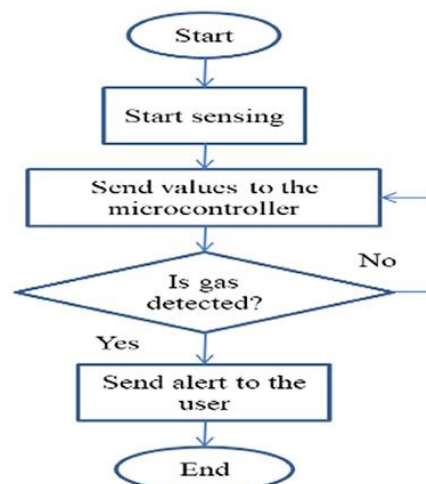 Start
Start sensing
Send values to the
microcontroller
Is gas
detected?
No
Yes
Send alert to the
user
End